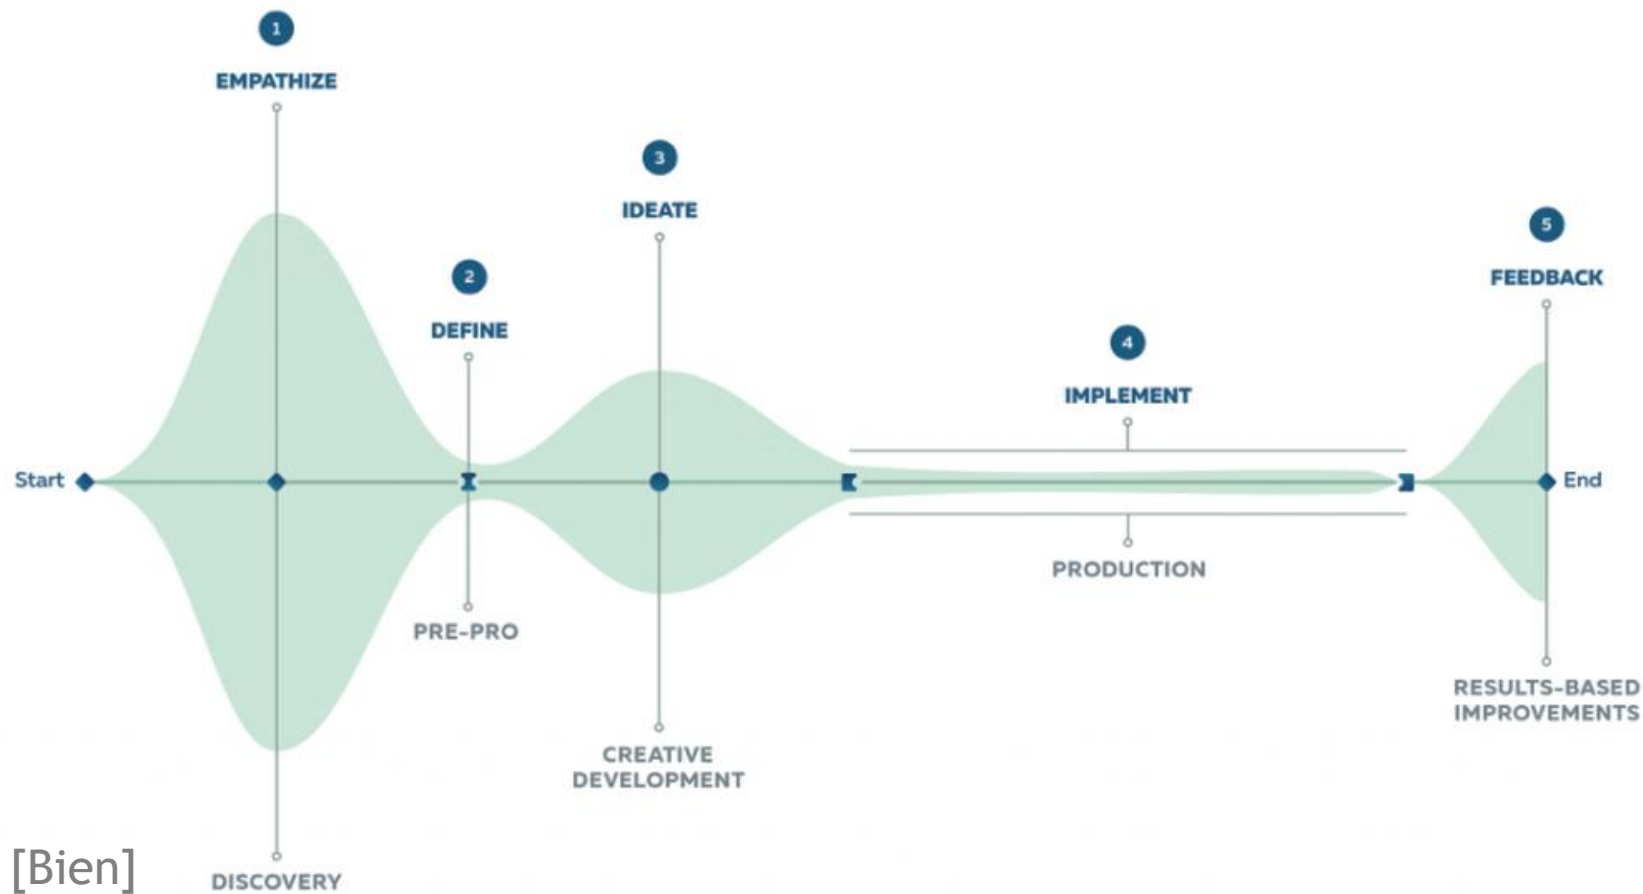 1
EMPATHIZE
3
IDEATE
5
FEEDBACK
2
DEFINE
4
IMPLEMENT
Start
End
PRODUCTION
PRE-PRO
RESULTS-BASED
IMPROVEMENTS
CREATIVE
DEVELOPMENT
[Bien]
DISCOVERY